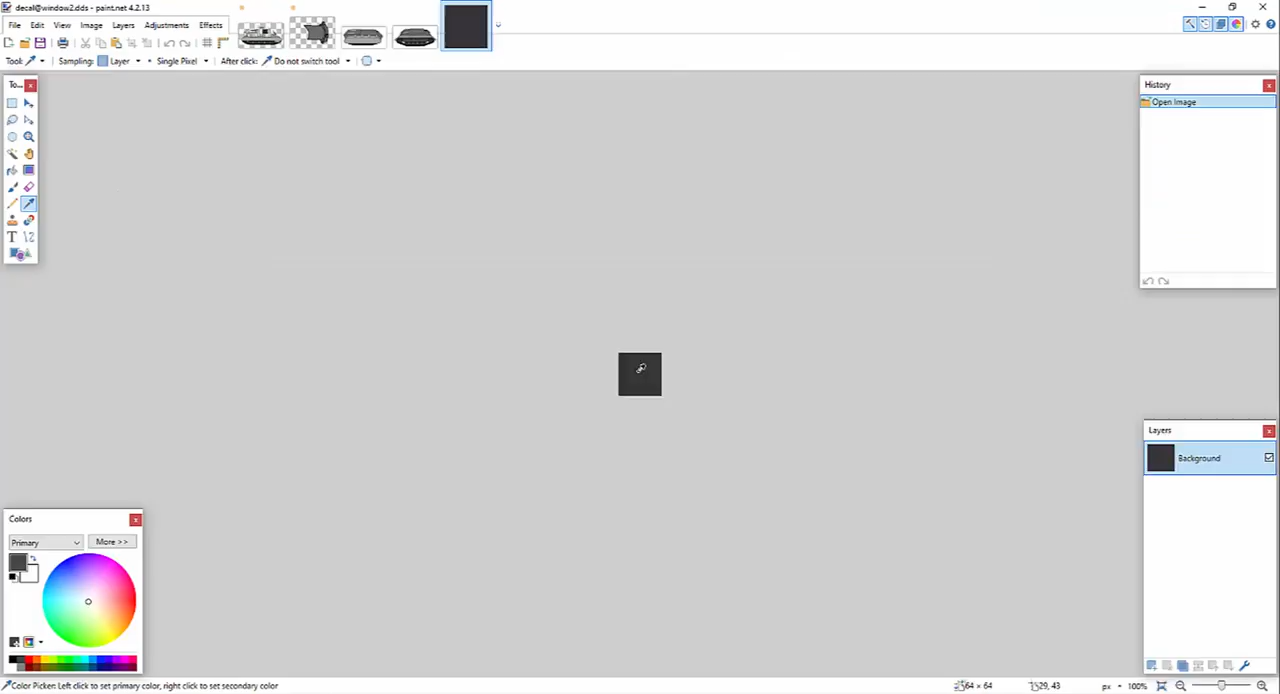 decal@window2.dds - paint.net 4.2.13
File Edit View Image Layers Adjustments Effects
Tool: Sampling: Layer Single Pixel After click: Do not switch tool
To...
History
Open Image
Layers
Background
Colors
Primary More >>
Color Picker: Left click to set primary color, right click to set secondary color 64 × 64 29, 43 px 100%